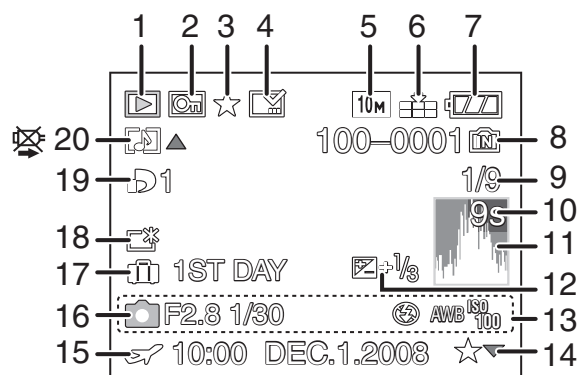 1 2 3 4 5 6 7
10M
20 100–0001 IN 8
19 1 1/9 9
9s 10
11
18
17 1ST DAY +1/3 12
16 F2.8 1/30 AWB ISO 100 13
15 10:00 DEC.1.2008 14